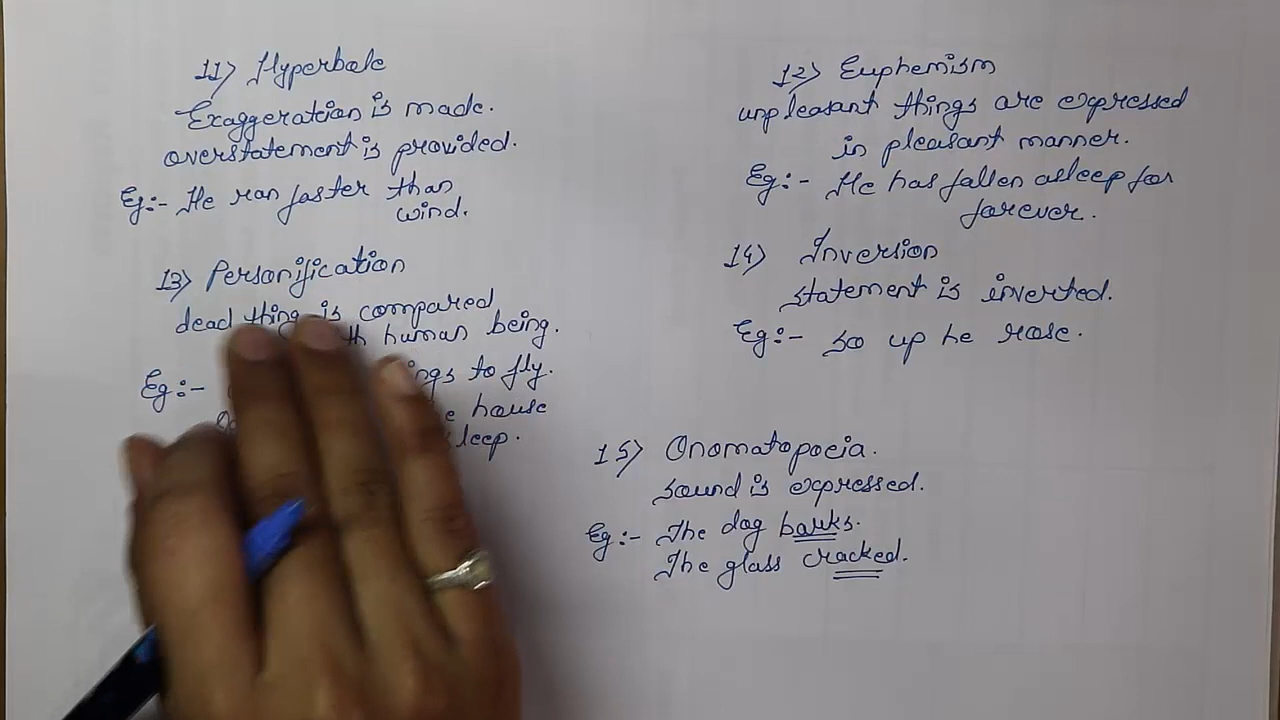 11) Hyperbole
Exaggeration is made.
overstatement is provided.
Eg:- He ran faster than
wind.
12) Euphemism
unpleasant things are expressed
in pleasant manner.
Eg:- He has fallen asleep for
forever.
13) Personification
dead thing is compared
human being.
Eg:- to fly.
house
14) Inversion
statement is inverted.
Eg:- so up he rose.
15) Onomatopoeia.
sound is expressed.
Eg:- The dog barks.
The glass cracked.